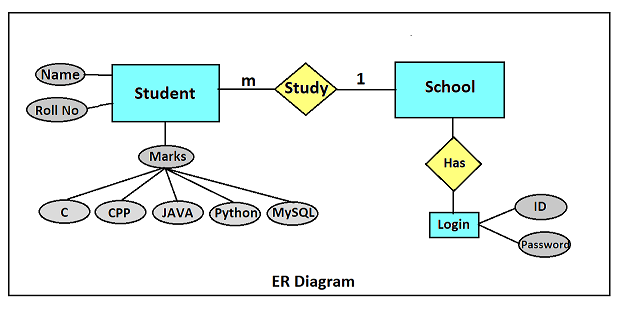 Name
Roll No
Student
m
Study
1
School
Marks
C
CPP
JAVA
Python
MySQL
Has
Login
ID
Password
ER Diagram